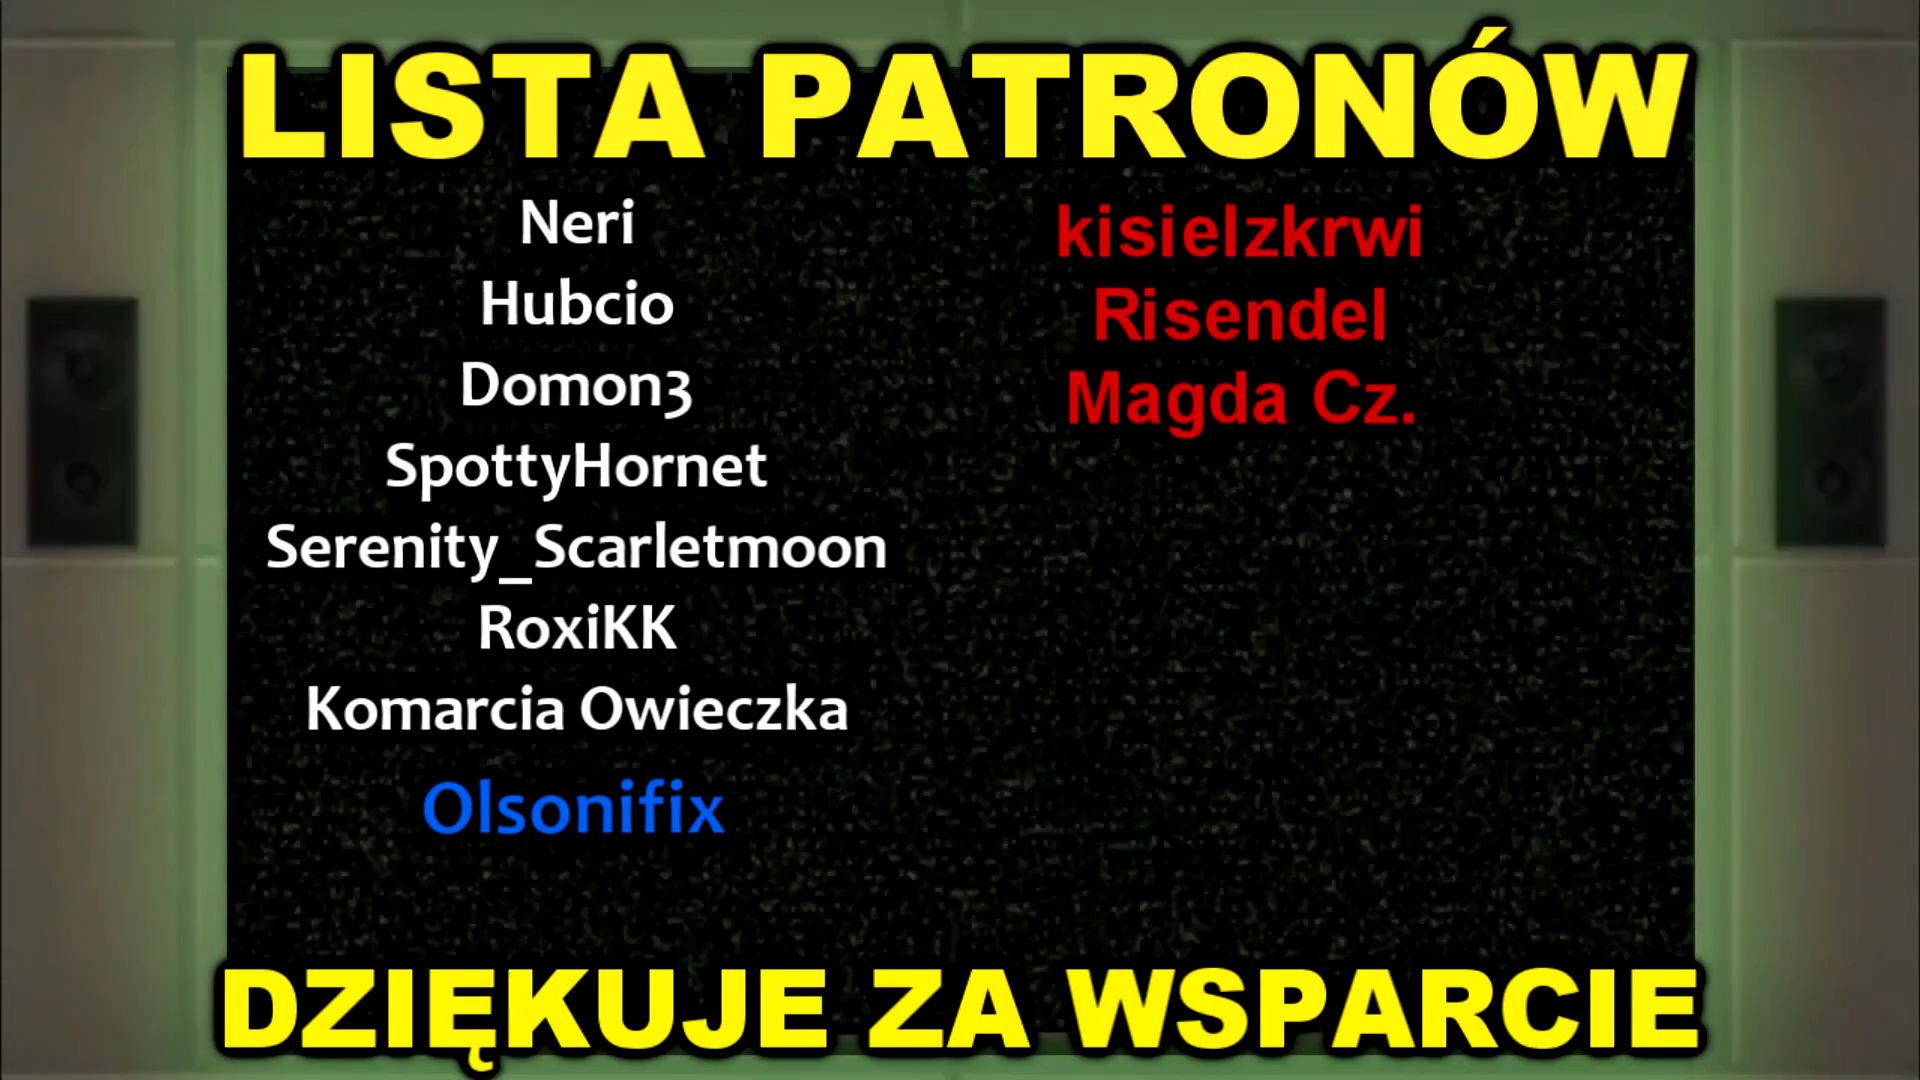 LISTA PATRONÓW
Neri
Hubcio
Domon3
SpottyHornet
Serenity_Scarletmoon
RoxiKK
Komarcia Owieczka
Olsonifix
kisielzkrwi
Risendel
Magda Cz.
DZIĘKUJE ZA WSPARCIE